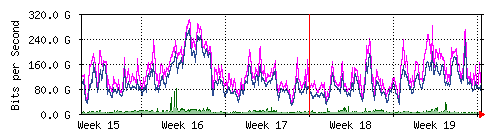 320.0 G
240.0 G
160.0 G
80.0 G
0.0 G
Bits per Second
Week 15 Week 16 Week 17 Week 18 Week 19